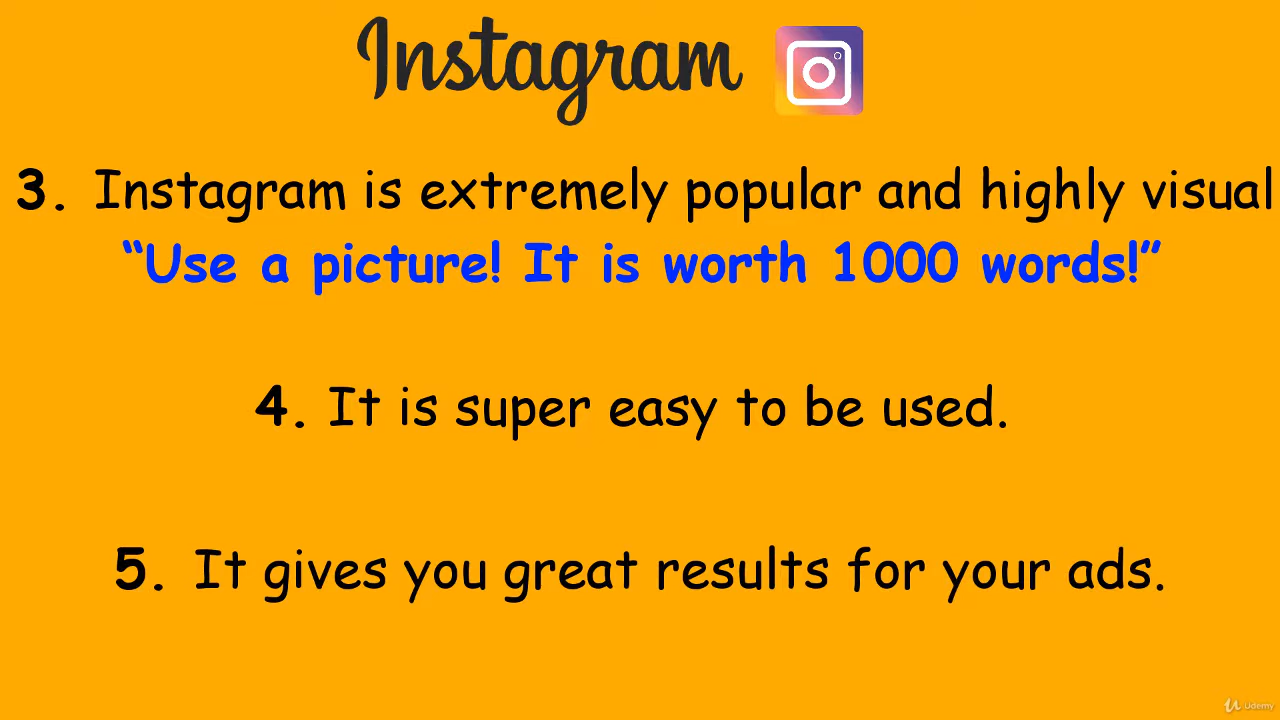 Instagram
3. Instagram is extremely popular and highly visual
“Use a picture! It is worth 1000 words!”
4. It is super easy to be used.
5. It gives you great results for your ads.
Udemy